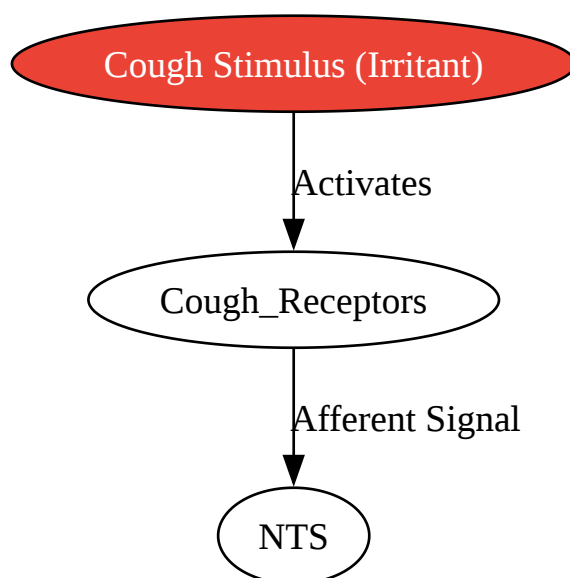 Cough Stimulus (Irritant)
Activates
Cough_Receptors
Afferent Signal
NTS